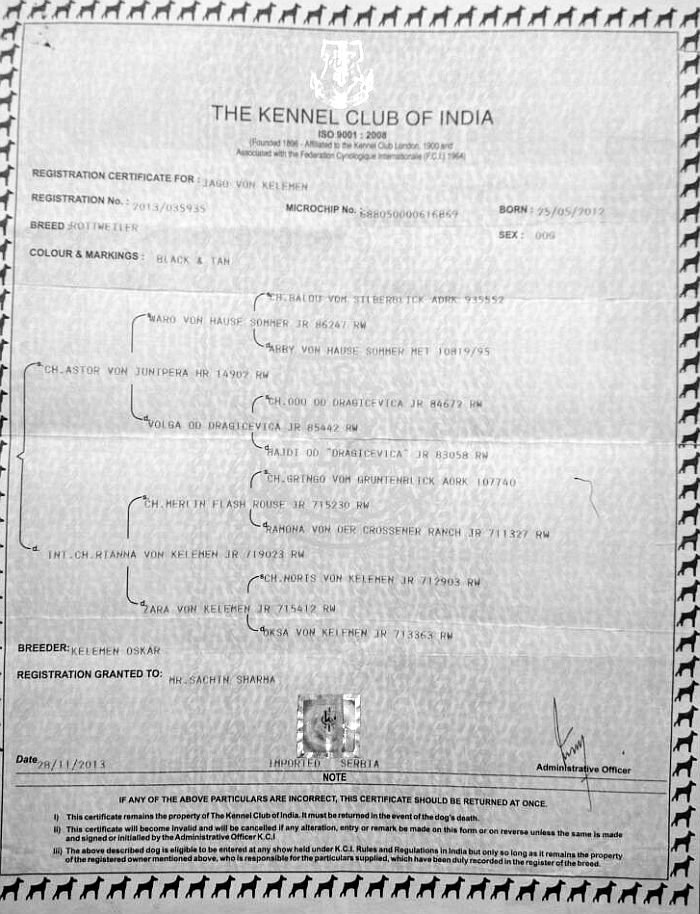 THE KENNEL CLUB OF INDIA
ISO 9001 : 2008
(Founded 1896 - Affiliated to the Kennel Club London, 1900 and
Associated with the Federation Cynologique Internationale (F.C.I.) 1964)
REGISTRATION CERTIFICATE FOR : JAGO VON KELEMEN
REGISTRATION No. : 2013/035935 MICROCHIP No. : 688050000616869 BORN : 25/05/2012
BREED : ROTTWEILER SEX : DOG
COLOUR & MARKINGS : BLACK & TAN
s CH.BALOU VOM SILBERBLICK ADRK 935552
s WARO VON HAUSE SOMMER JR 86247 RW
d ARBY VON HAUSE SOMMER MET 10819/95
s CH.ASTOR VON JUNIPERA HR 14902 RW
s CH.ODU OD DRAGICEVICA JR 84672 RW
d VOLGA OD DRAGICEVICA JR 85442 RW
d HAJDI OD "DRAGICEVICA" JR 83058 RW
s CH.GRINGO VOM GRUNTENBLICK ADRK 107740
s CH.MERLIN FLASH ROUSE JR 715230 RW
d RAMONA VON DER CROSSENER RANCH JR 711327 RW
d INT.CH.RIANNA VON KELEMEN JR 719023 RW
s CH.NORIS VON KELEMEN JR 712903 RW
d ZARA VON KELEMEN JR 715412 RW
d OKSA VON KELEMEN JR 713363 RW
BREEDER: KELEMEN OSKAR
REGISTRATION GRANTED TO: MR.SACHIN SHARMA
Date 28/11/2013 IMPORTED SERBIA Administrative Officer
NOTE
IF ANY OF THE ABOVE PARTICULARS ARE INCORRECT, THIS CERTIFICATE SHOULD BE RETURNED AT ONCE.
i) This certificate remains the property of The Kennel Club of India. It must be returned in the event of the dog's death.
ii) This certificate will become invalid and will be cancelled if any alteration, entry or remark be made on this form or on reverse unless the same is made
and signed or initialled by the Administrative Officer K.C.I
iii) The above described dog is eligible to be entered at any show held under K.C.I. Rules and Regulations in India but only so long as it remains the property
of the registered owner mentioned above, who is responsible for the particulars supplied, which have been duly recorded in the register of the breed.